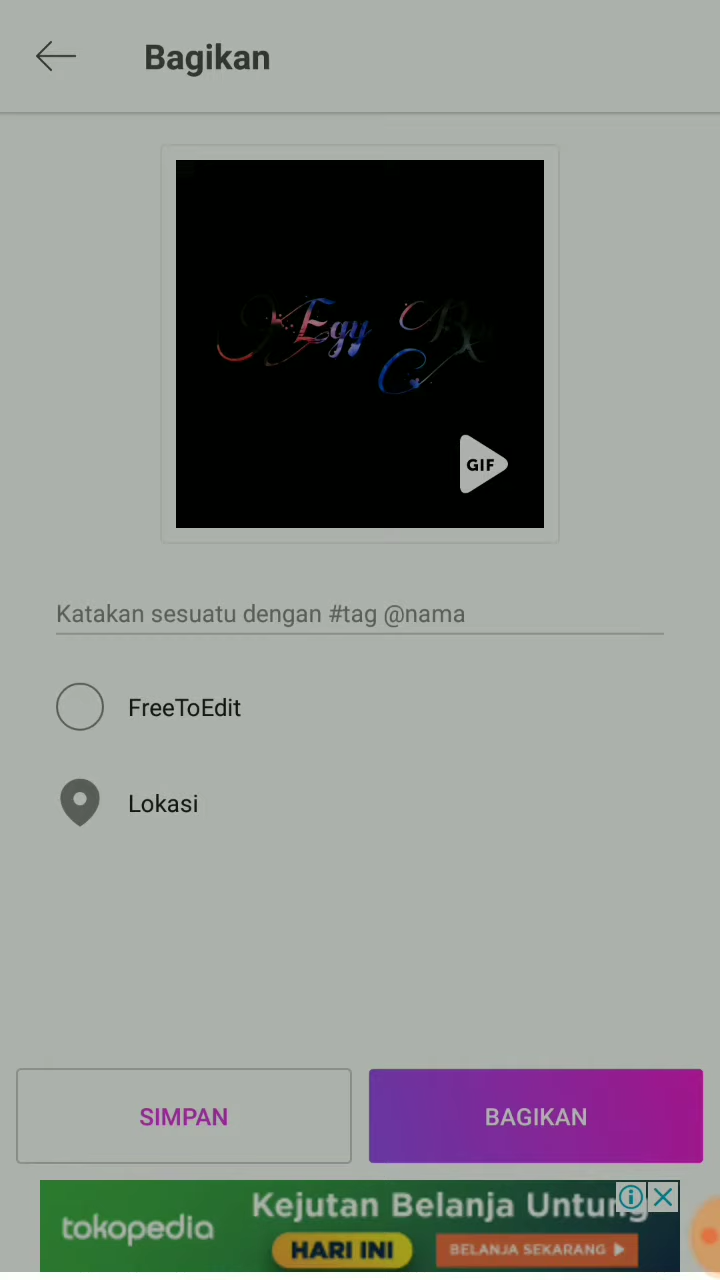 Bagikan
Egy
GIF
Katakan sesuatu dengan #tag @nama
FreeToEdit
Lokasi
SIMPAN
BAGIKAN
tokopedia
Kejutan Belanja Untung
HARI INI
BELANJA SEKARANG